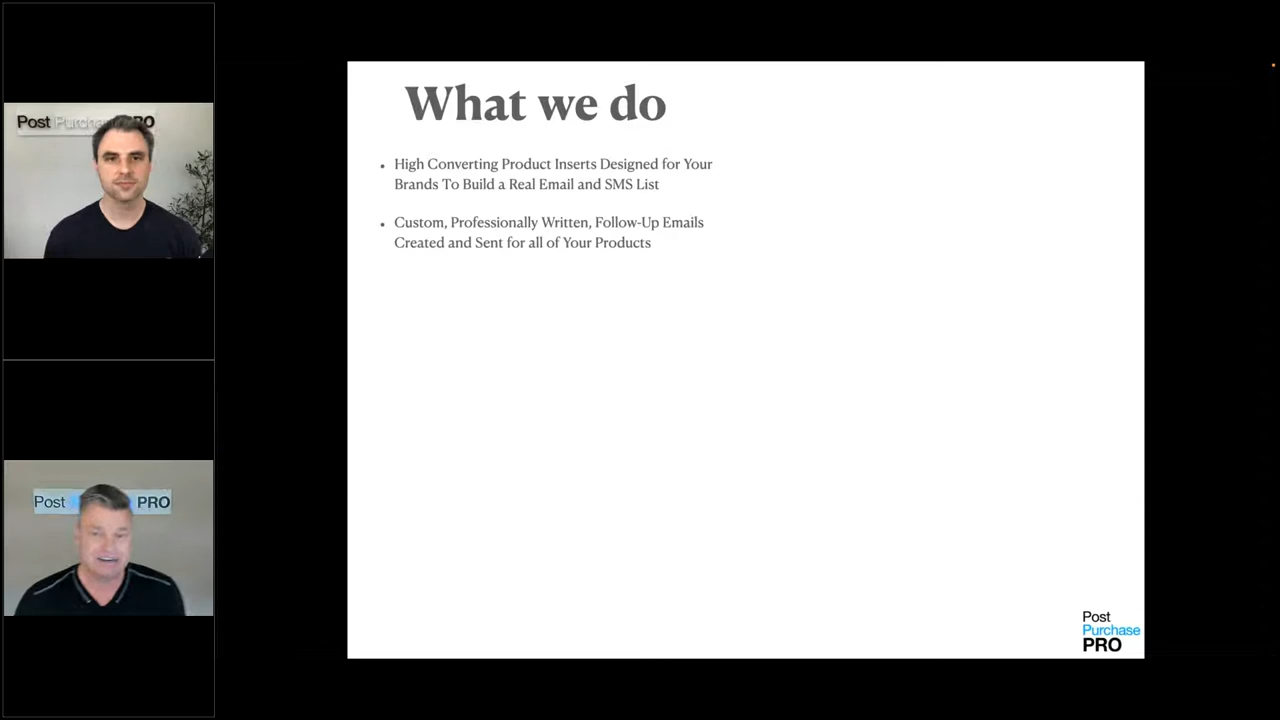 Post Purchase PRO
What we do
• High Converting Product Inserts Designed for Your
Brands To Build a Real Email and SMS List
• Custom, Professionally Written, Follow-Up Emails
Created and Sent for all of Your Products
Post PRO
Post
Purchase
PRO